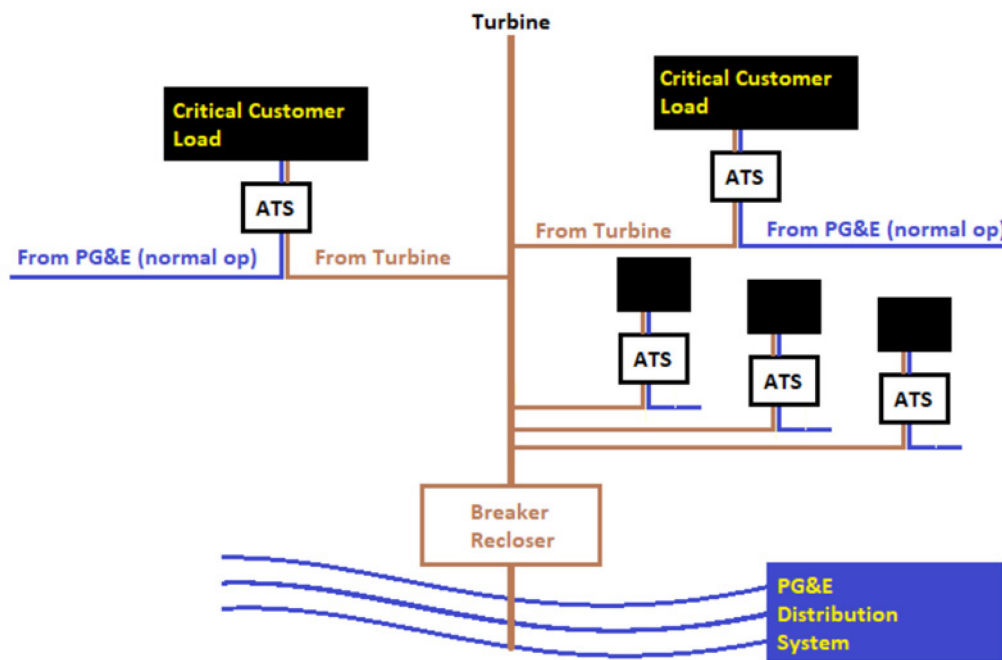 Turbine
Critical Customer
Load
Critical Customer
Load
ATS
ATS
From PG&E (normal op)
From Turbine
From Turbine
From PG&E (normal op)
ATS
ATS
ATS
Breaker
Recloser
PG&E
Distribution
System